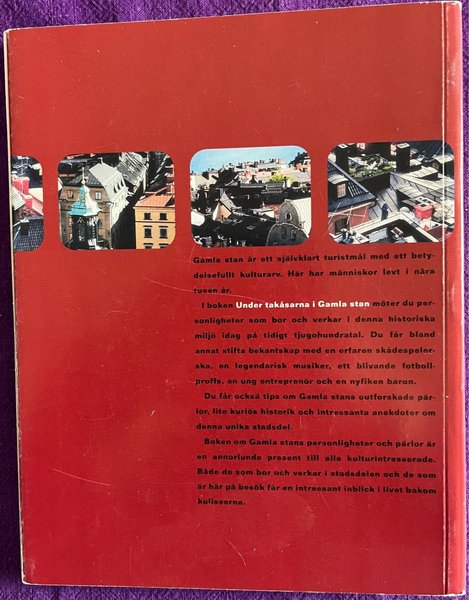 Gamla stan är ett självklart turistmål med ett bety-
delsefullt kulturarv. Här har människor levt i nära
tusen år.
I boken Under takåsarna i Gamla stan möter du per-
sonligheter som bor och verkar i denna historiska
miljö idag på tidigt tjugohundratal. Du får bland
annat stifta bekantskap med en erfaren skådespeler-
ska, en legendarisk musiker, ett blivande fotboll-
proffs, en ung entreprenör och en nyfiken baron.
Du får också tips om Gamla stans outforskade pär-
lor, lite kuriös historik och intressanta anekdoter om
denna unika stadsdel.
Boken om Gamla stans personligheter och pärlor är
en annorlunda present till alla kulturintresserade.
Både de som bor och verkar i stadsdelen och de som
är här på besök får en intressant inblick i livet bakom
kulisserna.